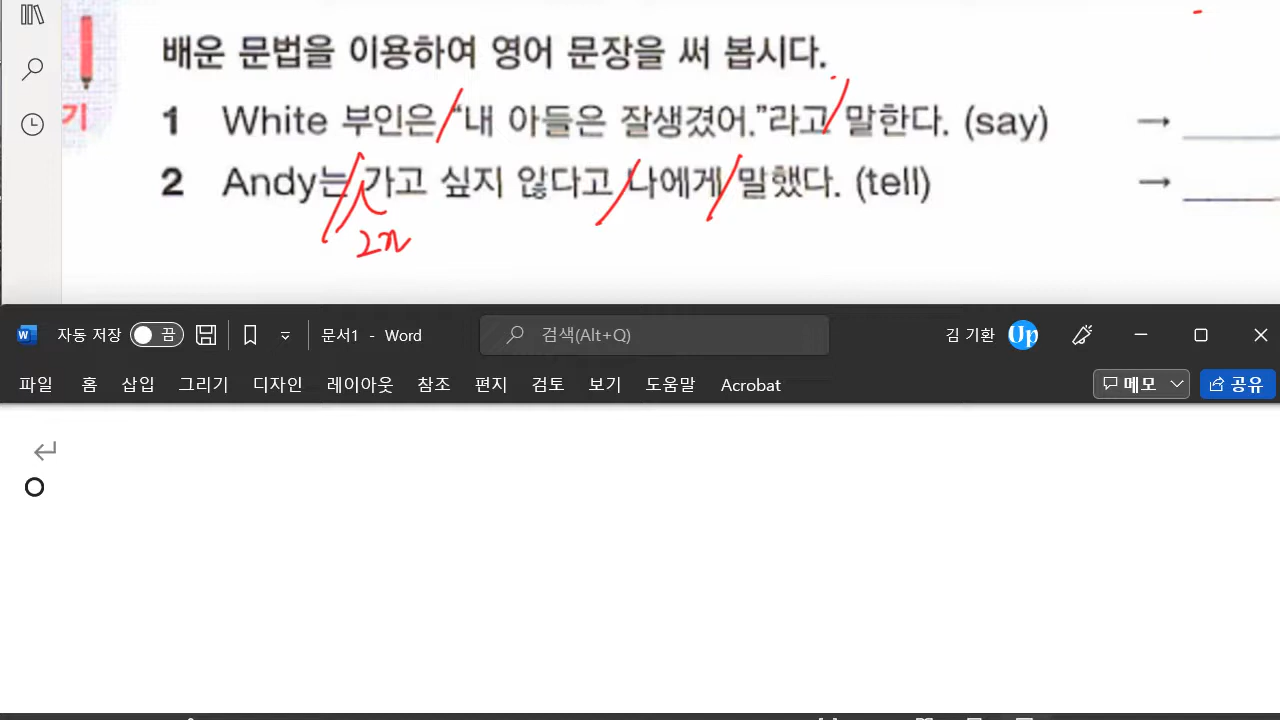 배운 문법을 이용하여 영어 문장을 써 봅시다.
기
1 White 부인은 “내 아들은 잘생겼어.”라고 말한다. (say) → ______
2 Andy는 가고 싶지 않다고 나에게 말했다. (tell) → ______
자동 저장 끔 문서1 - Word 검색(Alt+Q) 김 기환 Up
파일 홈 삽입 그리기 디자인 레이아웃 참조 편지 검토 보기 도움말 Acrobat 메모 공유